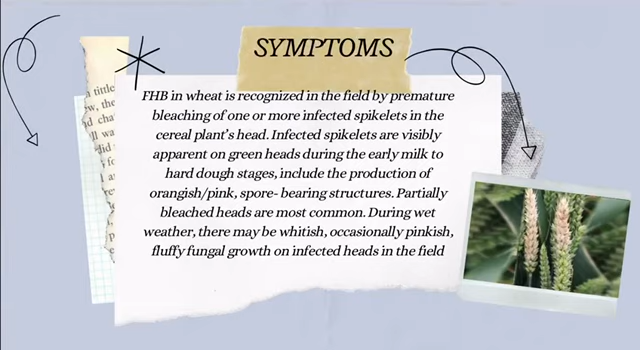 SYMPTOMS
FHB in wheat is recognized in the field by premature
bleaching of one or more infected spikelets in the
cereal plant's head. Infected spikelets are visibly
apparent on green heads during the early milk to
hard dough stages, include the production of
orangish/pink, spore- bearing structures. Partially
bleached heads are most common. During wet
weather, there may be whitish, occasionally pinkish,
fluffy fungal growth on infected heads in the field